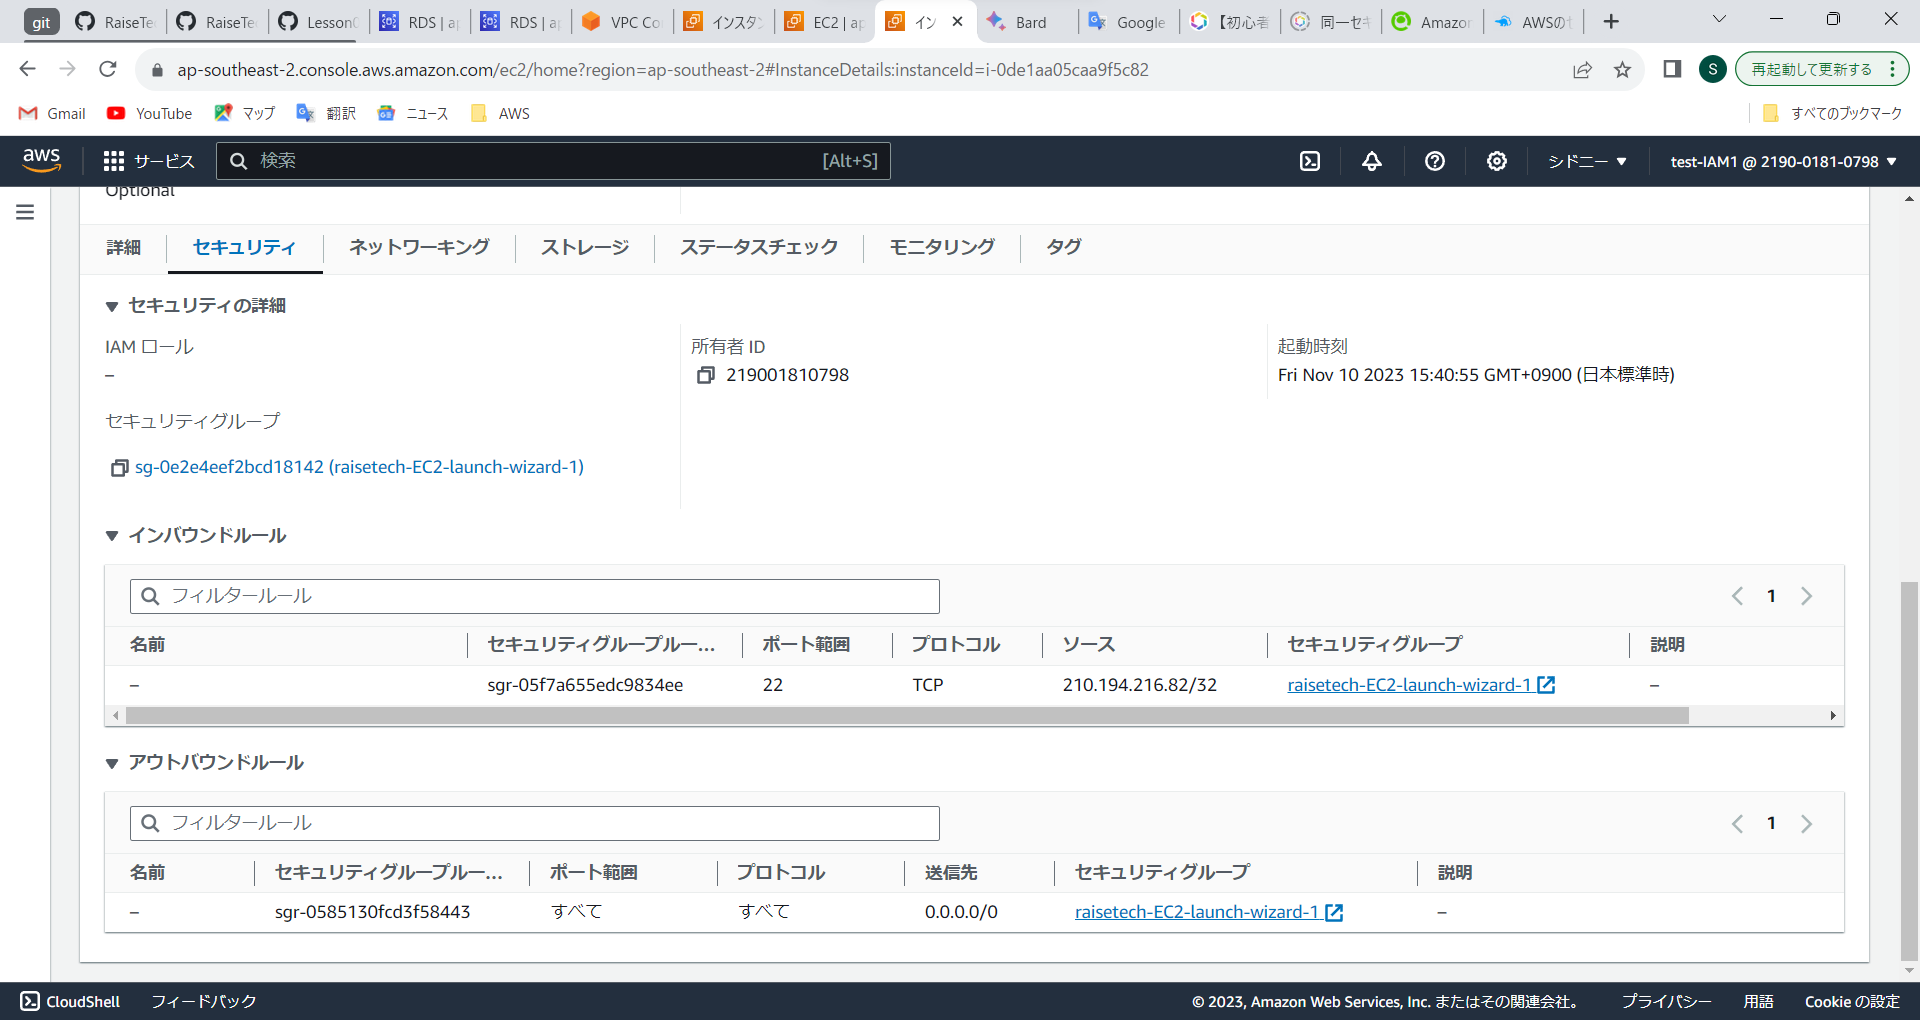 git RaiseTe RaiseTe Lesson0 RDS | ap RDS | ap VPC Co インスタン EC2 | ap イン Bard Google 【初心者 同一セキ Amazon AWSのセ
ap-southeast-2.console.aws.amazon.com/ec2/home?region=ap-southeast-2#InstanceDetails:instanceId=i-0de1aa05caa9f5c82 S 再起動して更新する
Gmail YouTube マップ 翻訳 ニュース AWS すべてのブックマーク
aws サービス 検索 [Alt+S] シドニー test-IAM1 @ 2190-0181-0798
Optional
詳細 セキュリティ ネットワーキング ストレージ ステータスチェック モニタリング タグ
セキュリティの詳細
IAM ロール 所有者 ID 起動時刻
– 219001810798 Fri Nov 10 2023 15:40:55 GMT+0900 (日本標準時)
セキュリティグループ
sg-0e2e4eef2bcd18142 (raisetech-EC2-launch-wizard-1)
インバウンドルール
フィルタールール 1
名前 セキュリティグループルー... ポート範囲 プロトコル ソース セキュリティグループ 説明
– sgr-05f7a655edc9834ee 22 TCP 210.194.216.82/32 raisetech-EC2-launch-wizard-1 –
アウトバウンドルール
フィルタールール 1
名前 セキュリティグループルー... ポート範囲 プロトコル 送信先 セキュリティグループ 説明
– sgr-0585130fcd3f58443 すべて すべて 0.0.0.0/0 raisetech-EC2-launch-wizard-1 –
CloudShell フィードバック © 2023, Amazon Web Services, Inc. またはその関連会社。 プライバシー 用語 Cookie の設定